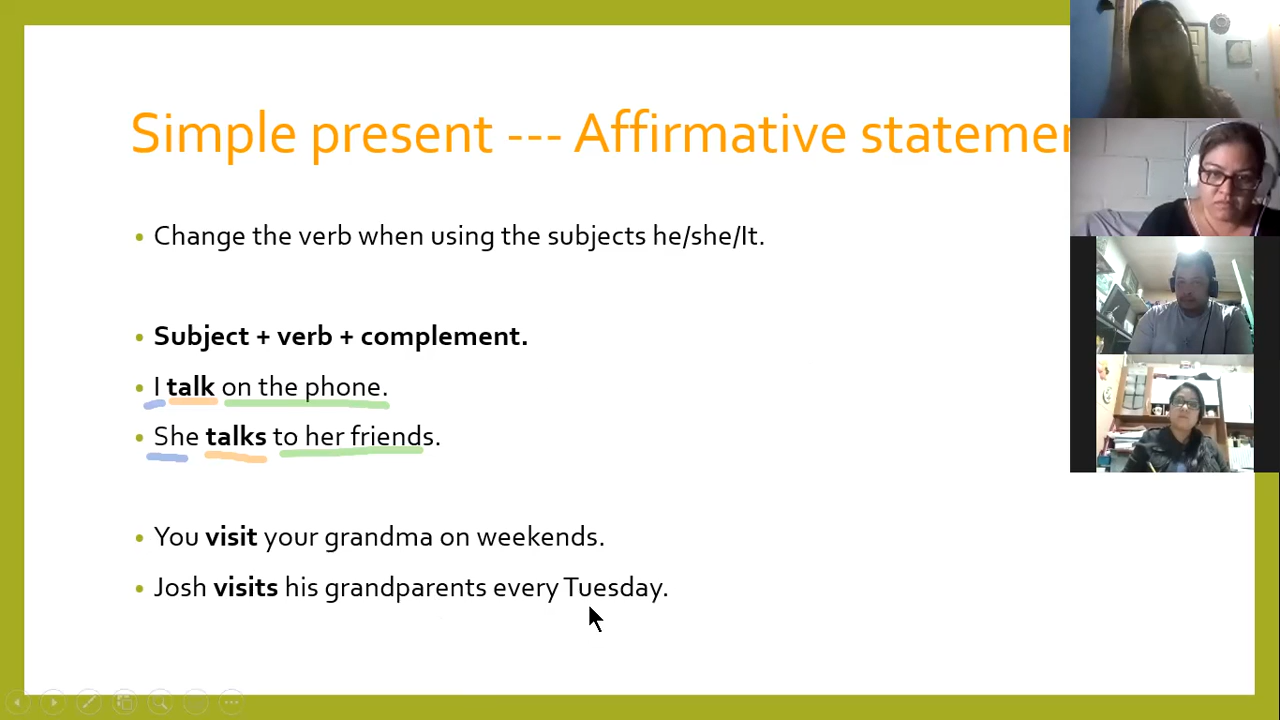 Simple present --- Affirmative statemen
Change the verb when using the subjects he/she/It.
Subject + verb + complement.
I talk on the phone.
She talks to her friends.
You visit your grandma on weekends.
Josh visits his grandparents every Tuesday.